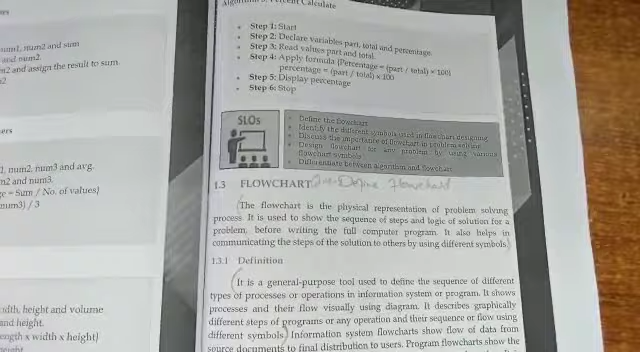 num1, num2 and sum
and num2.
n2 and assign the result to sum.
num2, num3 and avg.
n2 and num3.
= Sum / No. of values}
num3) / 3
width, height and volume
and height.
length x width x height}
Percent Calculate
• Step 1: Start
• Step 2: Declare variables part, total and percentage.
• Step 3: Read values part and total.
• Step 4: Apply formula {Percentage = (part / total) × 100}
percentage = (part / total) x 100
• Step 5: Display percentage
• Step 6: Stop
SLOs
• Define the flowchart
• Identify the different symbols used in flowchart designing
• Discuss the importance of flowchart in problem solving
• Design flowchart for any problem by using various
flowchart symbols
• Differentiate between algorithm and flowchart
1.3 FLOWCHART Define flowchart
The flowchart is the physical representation of problem solving
process. It is used to show the sequence of steps and logic of solution for a
problem, before writing the full computer program. It also helps in
communicating the steps of the solution to others by using different symbols.
1.3.1 Definition
It is a general-purpose tool used to define the sequence of different
types of processes or operations in information system or program. It shows
processes and their flow visually using diagram. It describes graphically
different steps of programs or any operation and their sequence or flow using
different symbols. Information system flowcharts show flow of data from
source documents to final distribution to users. Program flowcharts show the